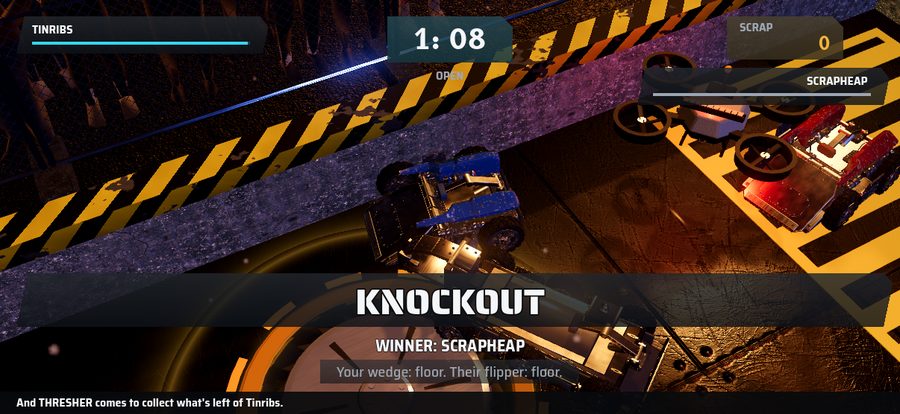 TINRIBS
1: 08
OPEN
SCRAP
0
SCRAPHEAP
KNOCKOUT
WINNER: SCRAPHEAP
Your wedge: floor. Their flipper: floor.
And THRESHER comes to collect what's left of Tinribs.